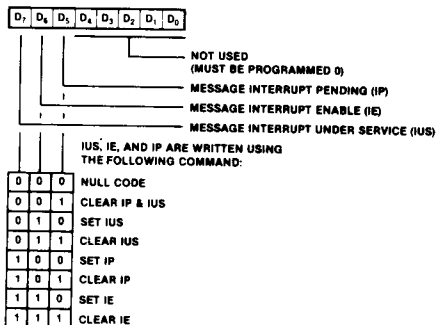 D7 D6 D5 D4 D3 D2 D1 D0
NOT USED
(MUST BE PROGRAMMED 0)
MESSAGE INTERRUPT PENDING (IP)
MESSAGE INTERRUPT ENABLE (IE)
MESSAGE INTERRUPT UNDER SERVICE (IUS)
IUS, IE, AND IP ARE WRITTEN USING
THE FOLLOWING COMMAND:
0 0 0 NULL CODE
0 0 1 CLEAR IP & IUS
0 1 0 SET IUS
0 1 1 CLEAR IUS
1 0 0 SET IP
1 0 1 CLEAR IP
1 1 0 SET IE
1 1 1 CLEAR IE